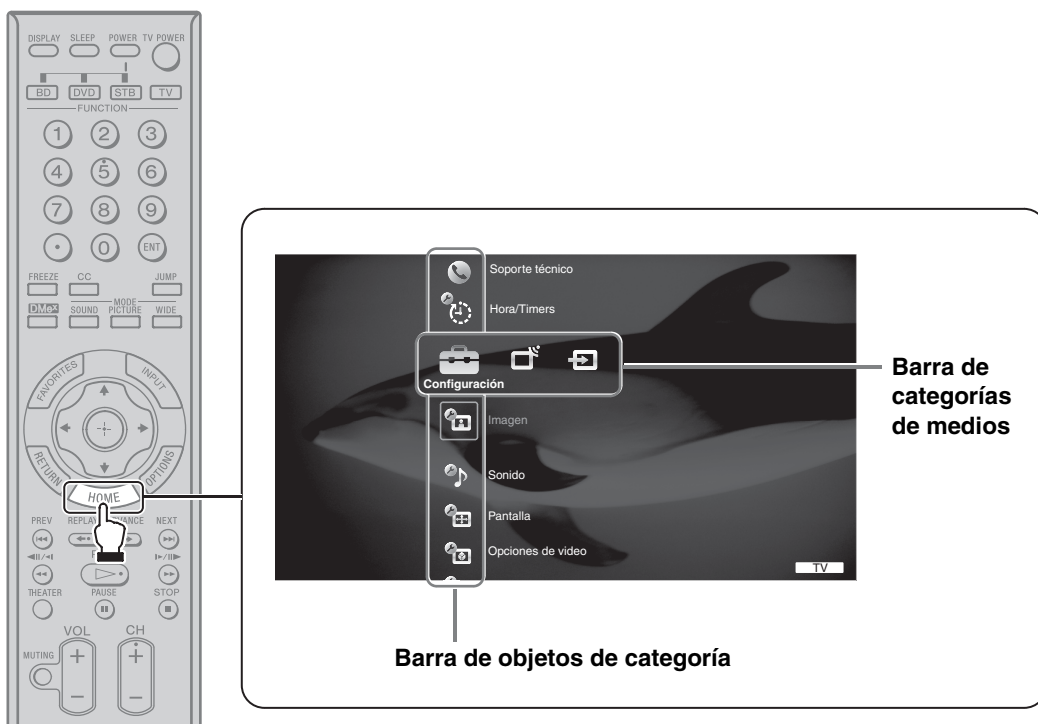 DISPLAY SLEEP POWER TV POWER
BD DVD STB TV
FUNCTION
1 2 3
4 5 6
7 8 9
• 0 ENT
FREEZE CC JUMP
MODE
DMeX SOUND PICTURE WIDE
FAVORITES INPUT
RETURN OPTIONS
HOME
PREV REPLAY ADVANCE NEXT
THEATER PAUSE STOP
VOL CH
MUTING + +
– –
Soporte técnico
Hora/Timers
Configuración
Imagen
Sonido
Pantalla
Opciones de video
TV
Barra de
categorías
de medios
Barra de objetos de categoría